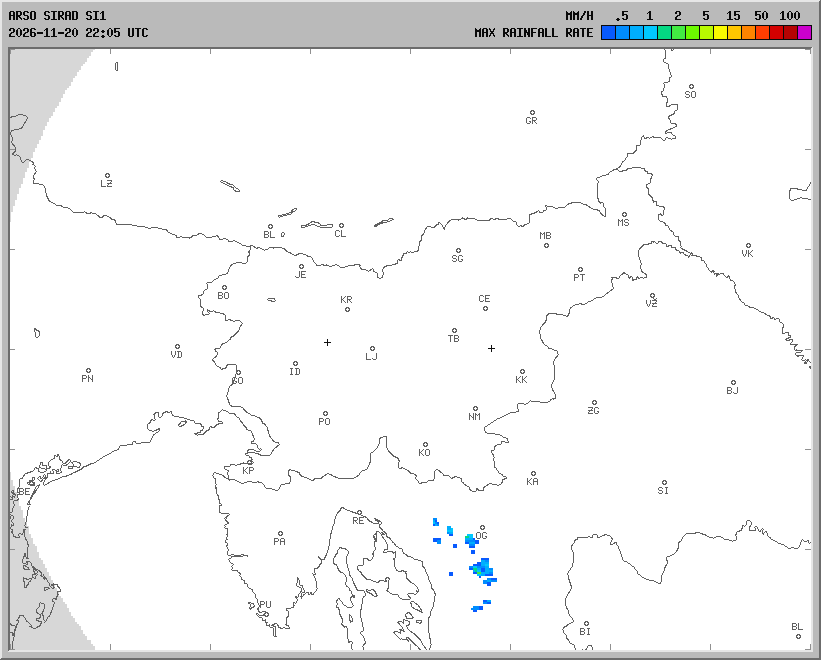 ARSO SIRAD SI1
2026-11-20 22:05 UTC
MM/H .5 1 2 5 15 50 100
MAX RAINFALL RATE
SO
GR
LZ
MS
BL
CL
MB
VK
SG
JE
PT
BO
KR
CE
VZ
TB
VD
LJ
ID
PN
GO
KK
BJ
NM
ZG
PO
KO
KP
KA
BE
SI
RE
OG
PA
PU
BI
BL